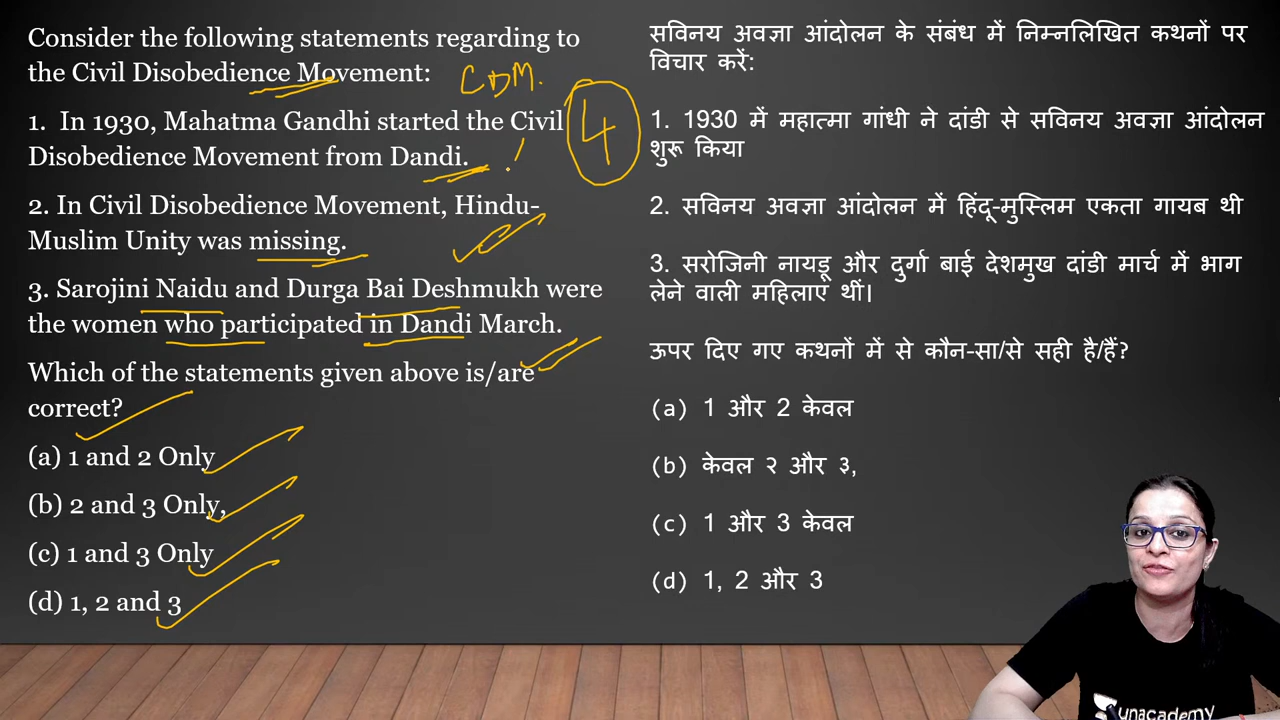 Consider the following statements regarding to
the Civil Disobedience Movement:
CDM.
1. In 1930, Mahatma Gandhi started the Civil
Disobedience Movement from Dandi.
4
2. In Civil Disobedience Movement, Hindu-
Muslim Unity was missing.
3. Sarojini Naidu and Durga Bai Deshmukh were
the women who participated in Dandi March.
Which of the statements given above is/are
correct?
(a) 1 and 2 Only
(b) 2 and 3 Only,
(c) 1 and 3 Only
(d) 1, 2 and 3
सविनय अवज्ञा आंदोलन के संबंध में निम्नलिखित कथनों पर
विचार करें:
1. 1930 में महात्मा गांधी ने दांडी से सविनय अवज्ञा आंदोलन
शुरू किया
2. सविनय अवज्ञा आंदोलन में हिंदू-मुस्लिम एकता गायब थी
3. सरोजिनी नायडू और दुर्गा बाई देशमुख दांडी मार्च में भाग
लेने वाली महिलाएं थीं।
ऊपर दिए गए कथनों में से कौन-सा/से सही है/हैं?
(a) 1 और 2 केवल
(b) केवल २ और ३,
(c) 1 और 3 केवल
(d) 1, 2 और 3
unacademy